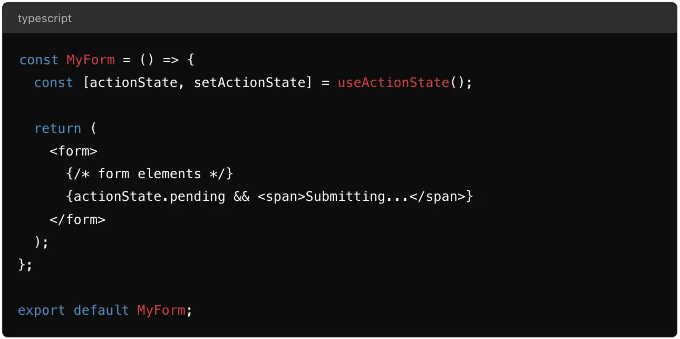 typescript
const MyForm = () => {
  const [actionState, setActionState] = useActionState();

  return (
    <form>
      {/* form elements */}
      {actionState.pending && <span>Submitting...</span>}
    </form>
  );
};

export default MyForm;